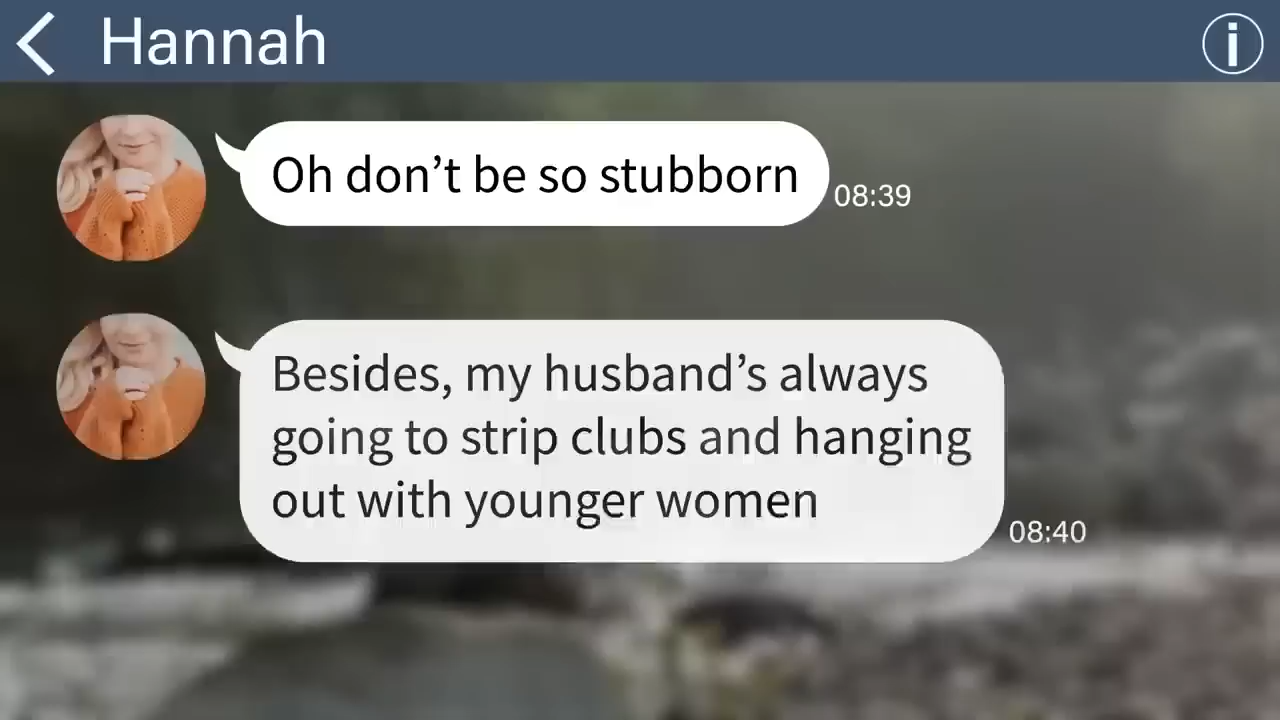 Hannah
i
Oh don’t be so stubborn
08:39
Besides, my husband’s always
going to strip clubs and hanging
out with younger women
08:40